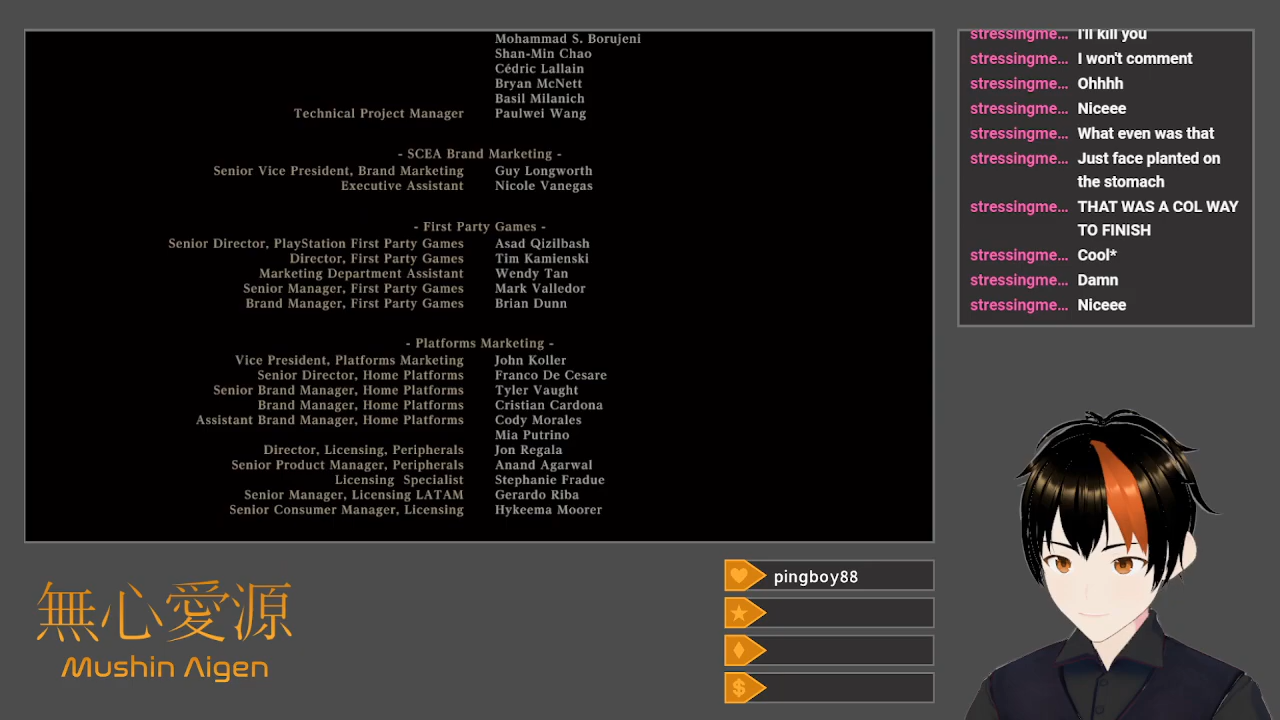 Mohammad S. Borujeni
Shan-Min Chao
Cédric Lallain
Bryan McNett
Basil Milanich
Technical Project Manager Paulwei Wang
- SCEA Brand Marketing -
Senior Vice President, Brand Marketing Guy Longworth
Executive Assistant Nicole Vanegas
- First Party Games -
Senior Director, PlayStation First Party Games Asad Qizilbash
Director, First Party Games Tim Kamienski
Marketing Department Assistant Wendy Tan
Senior Manager, First Party Games Mark Valledor
Brand Manager, First Party Games Brian Dunn
- Platforms Marketing -
Vice President, Platforms Marketing John Koller
Senior Director, Home Platforms Franco De Cesare
Senior Brand Manager, Home Platforms Tyler Vaught
Brand Manager, Home Platforms Cristian Cardona
Assistant Brand Manager, Home Platforms Cody Morales
Mia Putrino
Director, Licensing, Peripherals Jon Regala
Senior Product Manager, Peripherals Anand Agarwal
Licensing Specialist Stephanie Fradue
Senior Manager, Licensing LATAM Gerardo Riba
Senior Consumer Manager, Licensing Hykeema Moorer
stressingme... I'll kill you
stressingme... I won't comment
stressingme... Ohhhh
stressingme... Niceee
stressingme... What even was that
stressingme... Just face planted on
the stomach
stressingme... THAT WAS A COL WAY
TO FINISH
stressingme... Cool*
stressingme... Damn
stressingme... Niceee
無心愛源
Mushin Aigen
pingboy88
$